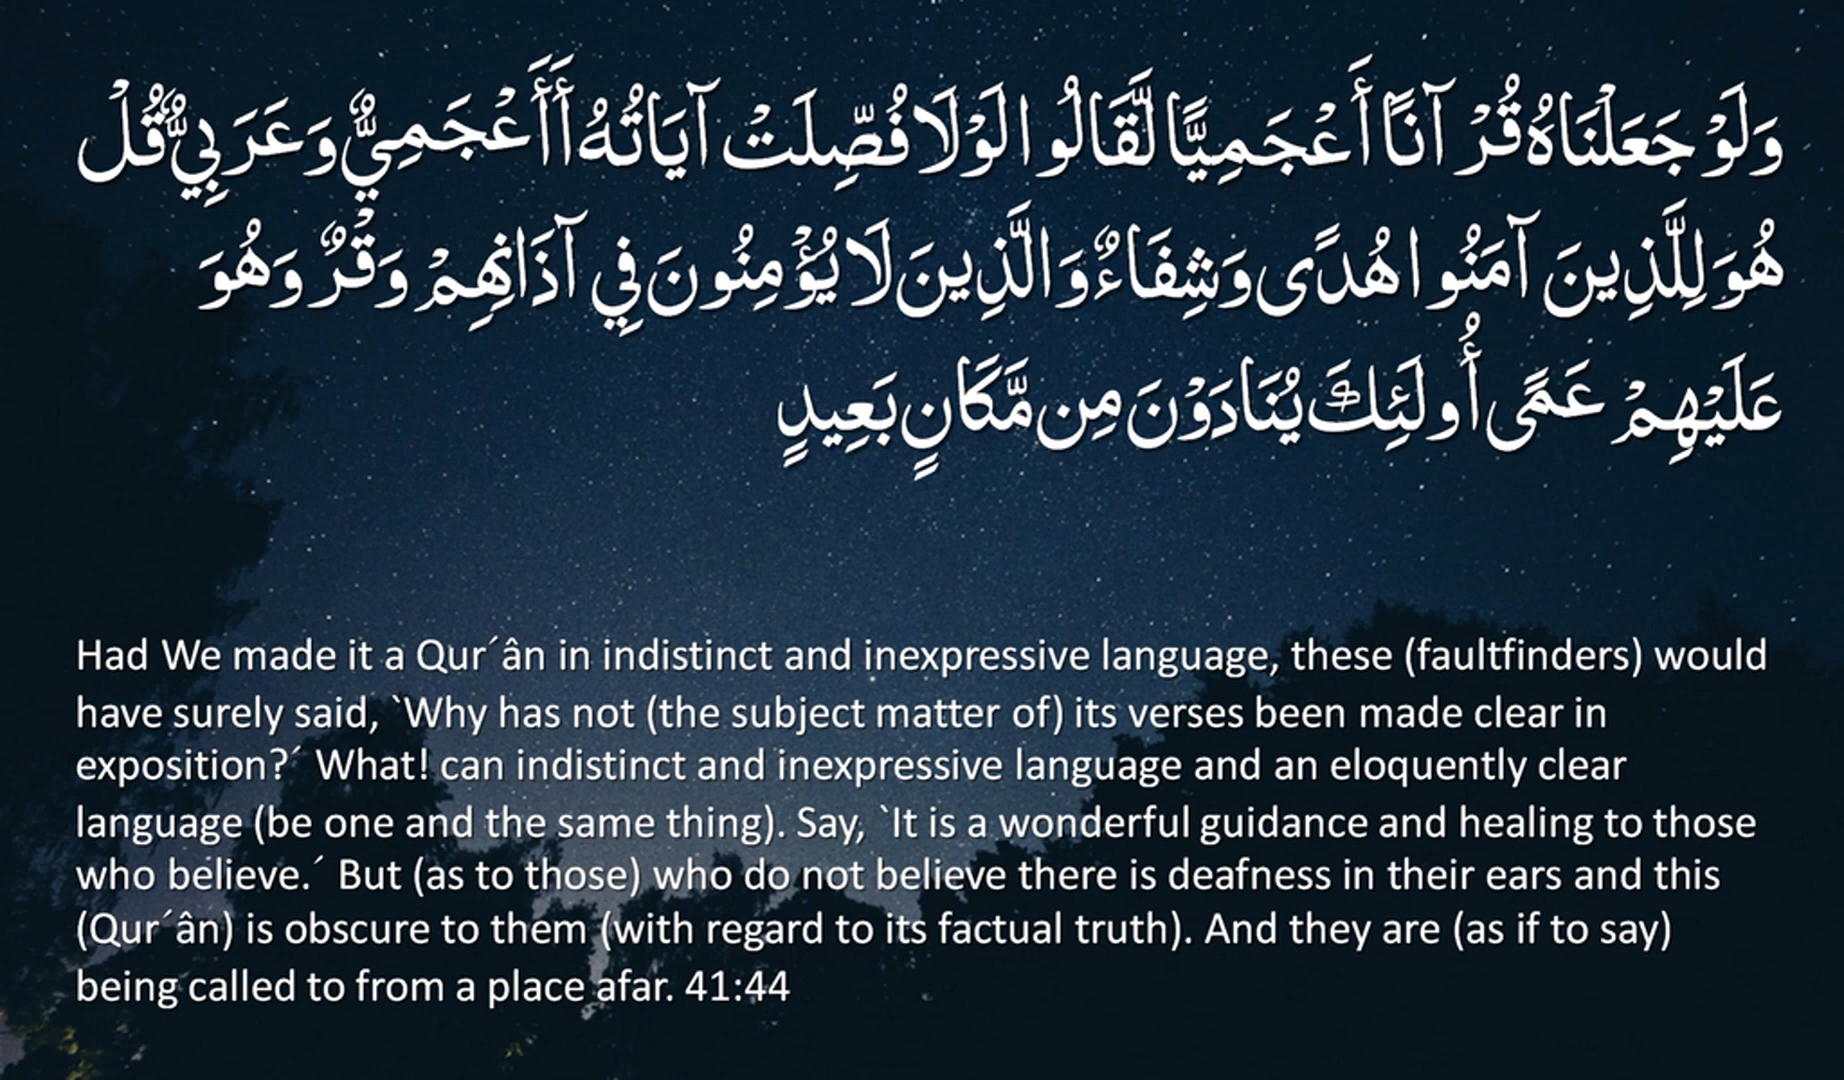 وَلَوْ جَعَلْنَاهُ قُرْآنًا أَعْجَمِيًّا لَّقَالُوا لَوْلَا فُصِّلَتْ آيَاتُهُ أَأَعْجَمِيٌّ وَعَرَبِيٌّ قُلْ
هُوَ لِلَّذِينَ آمَنُوا هُدًى وَشِفَاءٌ وَالَّذِينَ لَا يُؤْمِنُونَ فِي آذَانِهِمْ وَقْرٌ وَهُوَ
عَلَيْهِمْ عَمًى أُولَئِكَ يُنَادَوْنَ مِن مَّكَانٍ بَعِيدٍ
Had We made it a Qur´ân in indistinct and inexpressive language, these (faultfinders) would
have surely said, `Why has not (the subject matter of) its verses been made clear in
exposition?´ What! can indistinct and inexpressive language and an eloquently clear
language (be one and the same thing). Say, `It is a wonderful guidance and healing to those
who believe.´ But (as to those) who do not believe there is deafness in their ears and this
(Qur´ân) is obscure to them (with regard to its factual truth). And they are (as if to say)
being called to from a place afar. 41:44